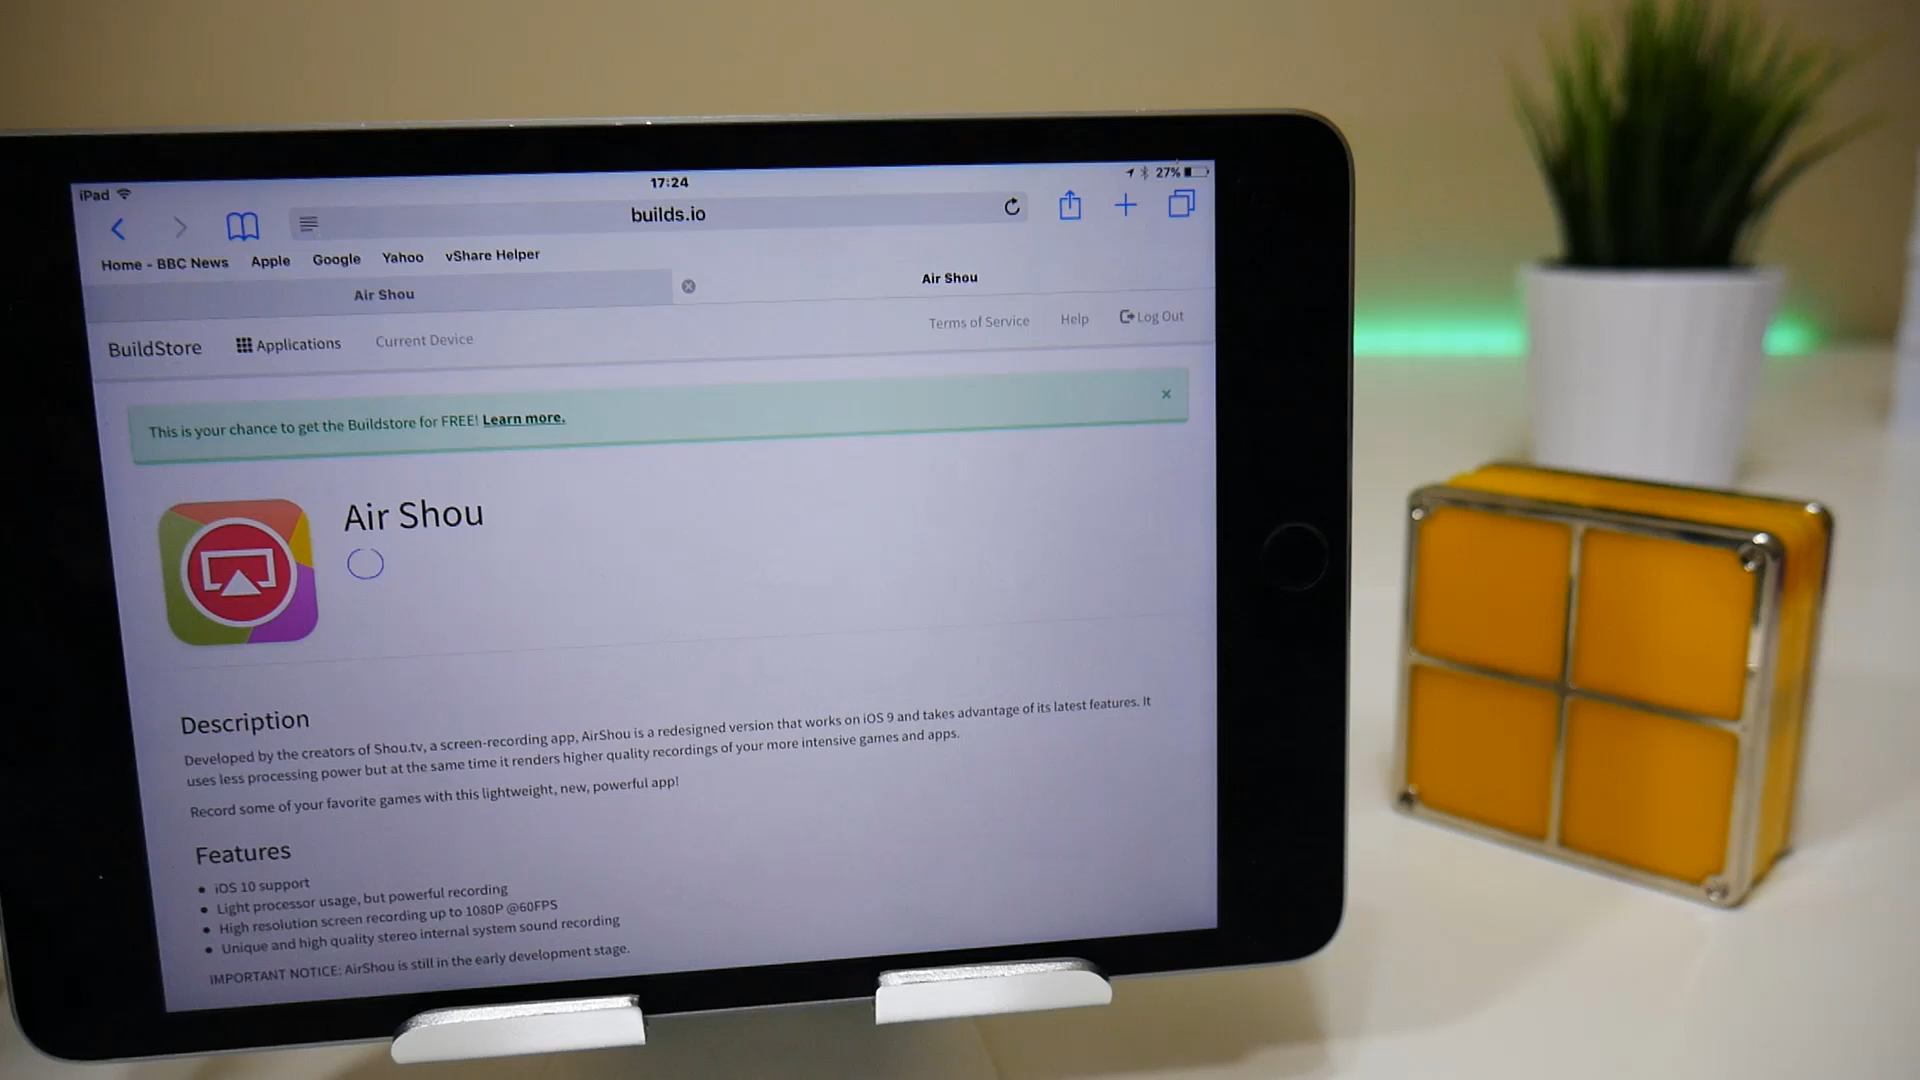 iPad 17:24 27%
builds.io
Home - BBC News Apple Google Yahoo vShare Helper
Air Shou Air Shou
BuildStore Applications Current Device Terms of Service Help Log Out
This is your chance to get the Buildstore for FREE! Learn more.
Air Shou
Description
Developed by the creators of Shou.tv, a screen-recording app, AirShou is a redesigned version that works on iOS 9 and takes advantage of its latest features. It
uses less processing power but at the same time it renders higher quality recordings of your more intensive games and apps.
Record some of your favorite games with this lightweight, new, powerful app!
Features
• iOS 10 support
• Light processor usage, but powerful recording
• High resolution screen recording up to 1080P @60FPS
• Unique and high quality stereo internal system sound recording
IMPORTANT NOTICE: AirShou is still in the early development stage.